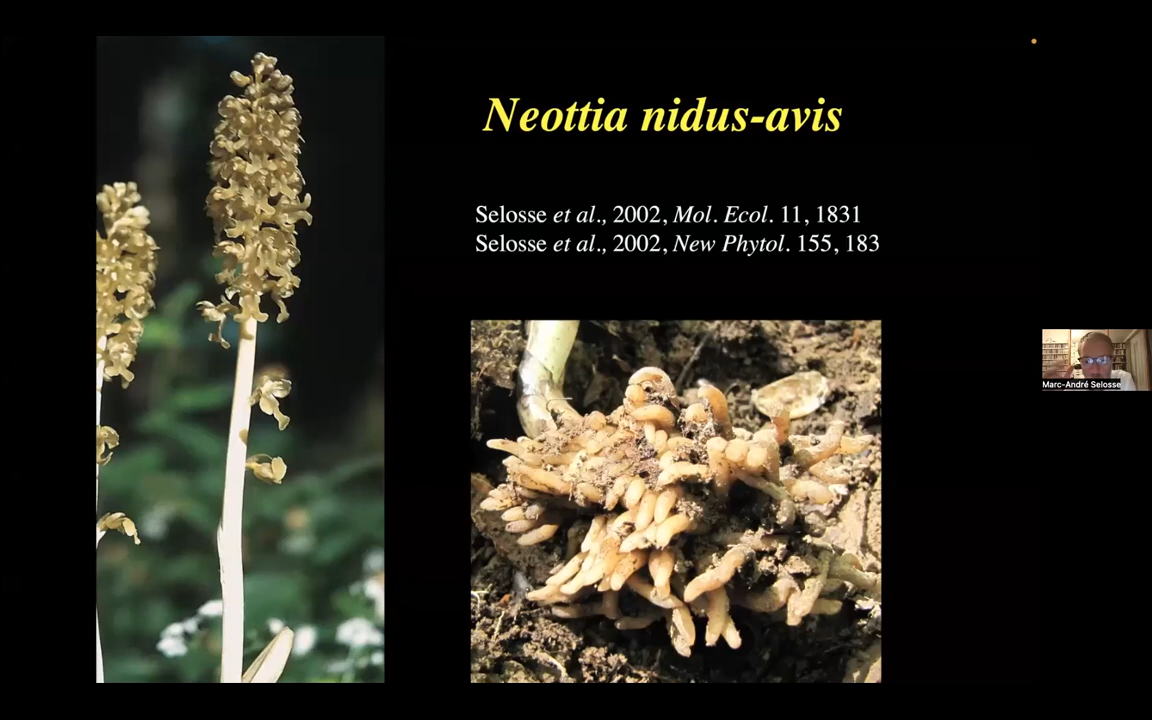 Neottia nidus-avis
Selosse et al., 2002, Mol. Ecol. 11, 1831
Selosse et al., 2002, New Phytol. 155, 183
Marc-André Selosse